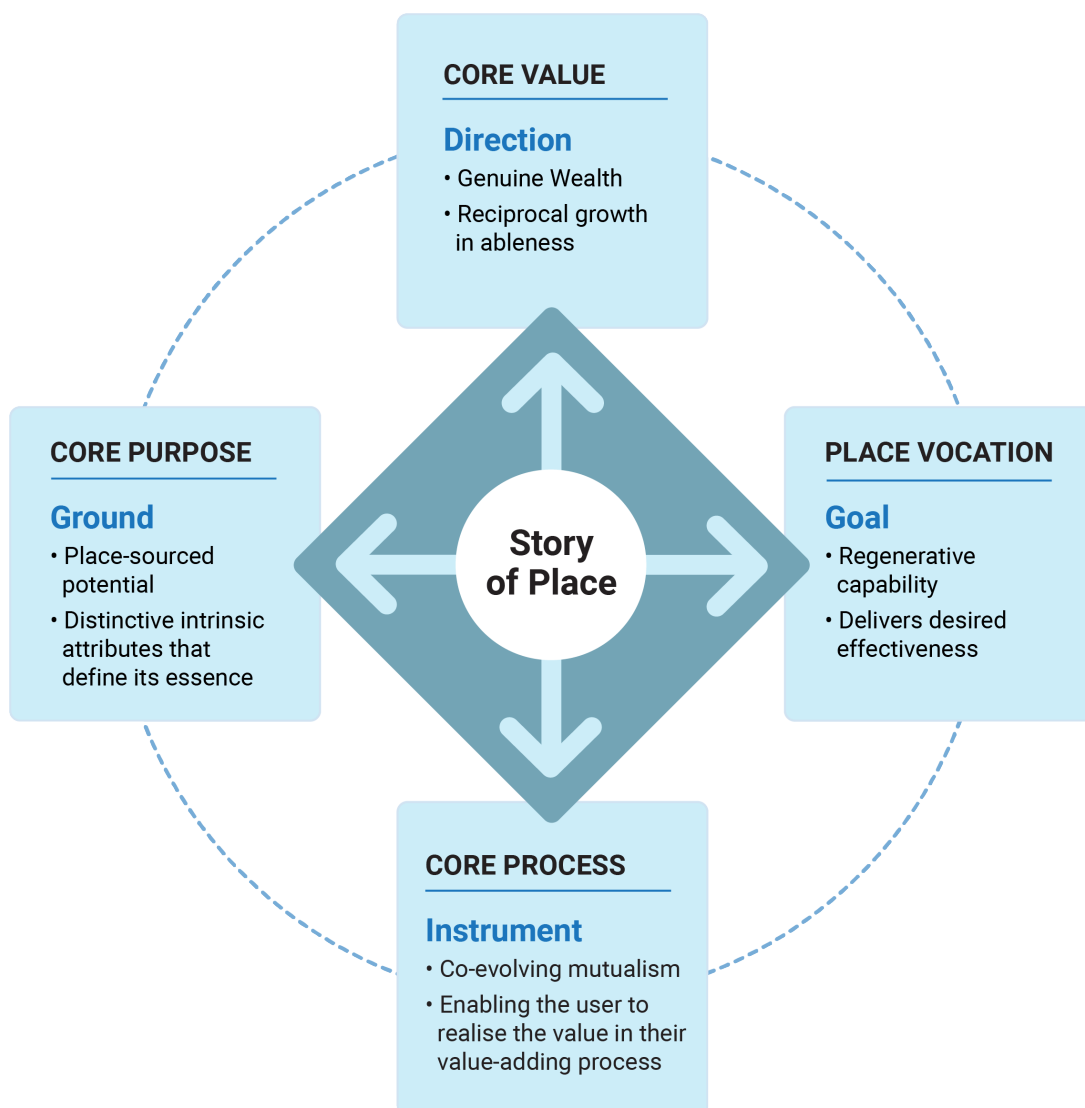 CORE VALUE
Direction
• Genuine Wealth
• Reciprocal growth
in ableness
CORE PURPOSE
Ground
• Place-sourced
potential
• Distinctive intrinsic
attributes that
define its essence
Story
of Place
PLACE VOCATION
Goal
• Regenerative
capability
• Delivers desired
effectiveness
CORE PROCESS
Instrument
• Co-evolving mutualism
• Enabling the user to
realise the value in their
value-adding process